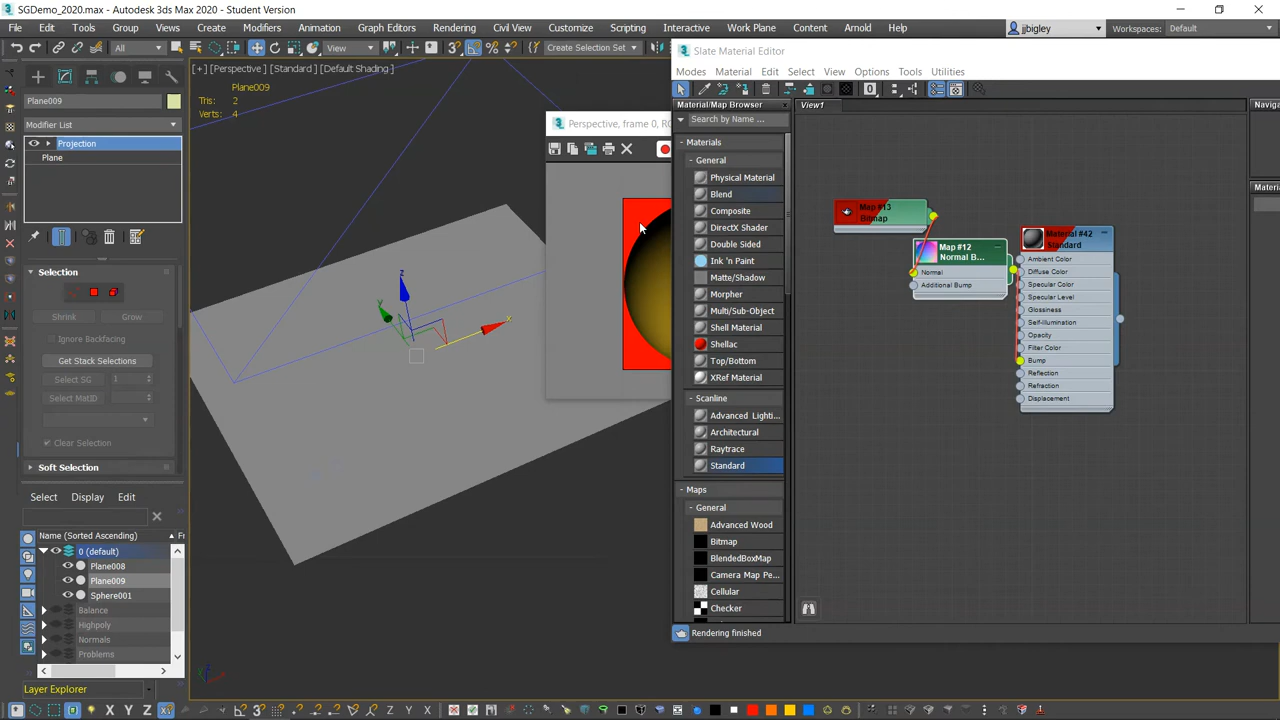 SGDemo_2020.max - Autodesk 3ds Max 2020 - Student Version
File Edit Tools Group Views Create Modifiers Animation Graph Editors Rendering Civil View Customize Scripting Interactive Work Plane Autodesk Arnold Help jjbigley Workspaces: Default
All View Create Selection Set
[+] [Perspective] [Standard] [Default Shading]
Plane009
Tris: 2
Verts: 4
Plane009
Modifier List
Projection
Plane
Selection
Shrink Grow
Ignore Backfacing
Get Stack Selections
Select SG 1
Select MatID
Clear Selection
Soft Selection
Select Display Edit
Name (Sorted Ascending) Fr
0 (default)
Plane008
Plane009
Sphere001
Balance
Highpoly
Normals
Problems
Layer Explorer
Perspective, frame 0, RG
Slate Material Editor
Modes Material Edit Select View Options Tools Utilities
Material/Map Browser
Search by Name ...
Materials
General
Physical Material
Blend
Composite
DirectX Shader
Double Sided
Ink 'n Paint
Matte/Shadow
Morpher
Multi/Sub-Object
Shell Material
Shellac
Top/Bottom
XRef Material
Scanline
Advanced Lighti...
Architectural
Raytrace
Standard
Maps
General
Advanced Wood
Bitmap
BlendedBoxMap
Camera Map Pe...
Cellular
Checker
Rendering finished
View1
Map #13
Bitmap
Map #12
Normal B...
Normal
Additional Bump
Material #42
Standard
Ambient Color
Diffuse Color
Specular Color
Specular Level
Glossiness
Self-Illumination
Opacity
Filter Color
Bump
Reflection
Refraction
Displacement
Naviga
Materia
X Y Z